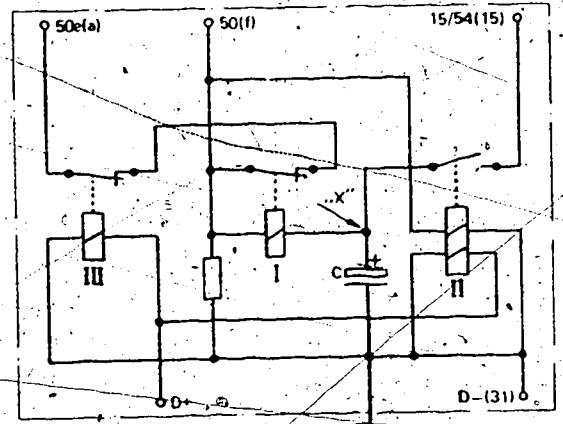 50e(a)
50(f)
15/54(15)
„X"
+
C
III
I
II
D+
D-(31)